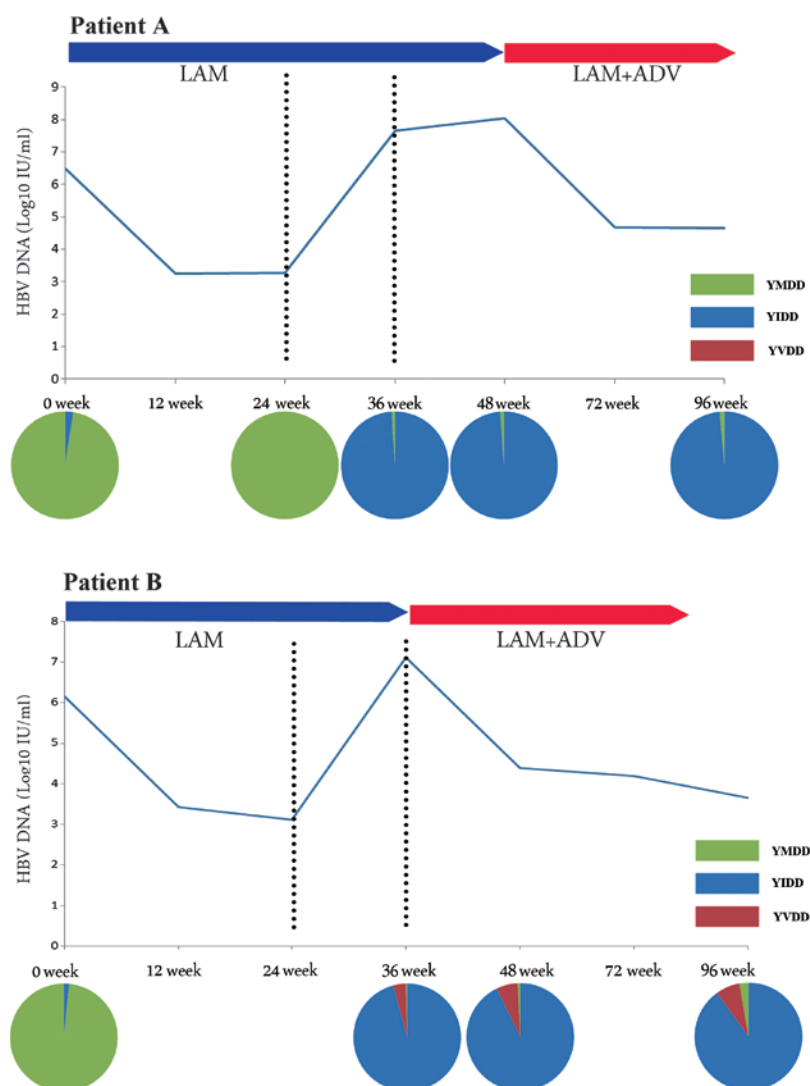 Patient A
LAM
LAM+ADV
HBV DNA (Log10 IU/ml)
9
8
7
6
5
4
3
2
1
0
YMDD
YIDD
YVDD
0 week 12 week 24 week 36 week 48 week 72 week 96 week
Patient B
LAM
LAM+ADV
HBV DNA (Log10 IU/ml)
8
7
6
5
4
3
2
1
0
YMDD
YIDD
YVDD
0 week 12 week 24 week 36 week 48 week 72 week 96 week